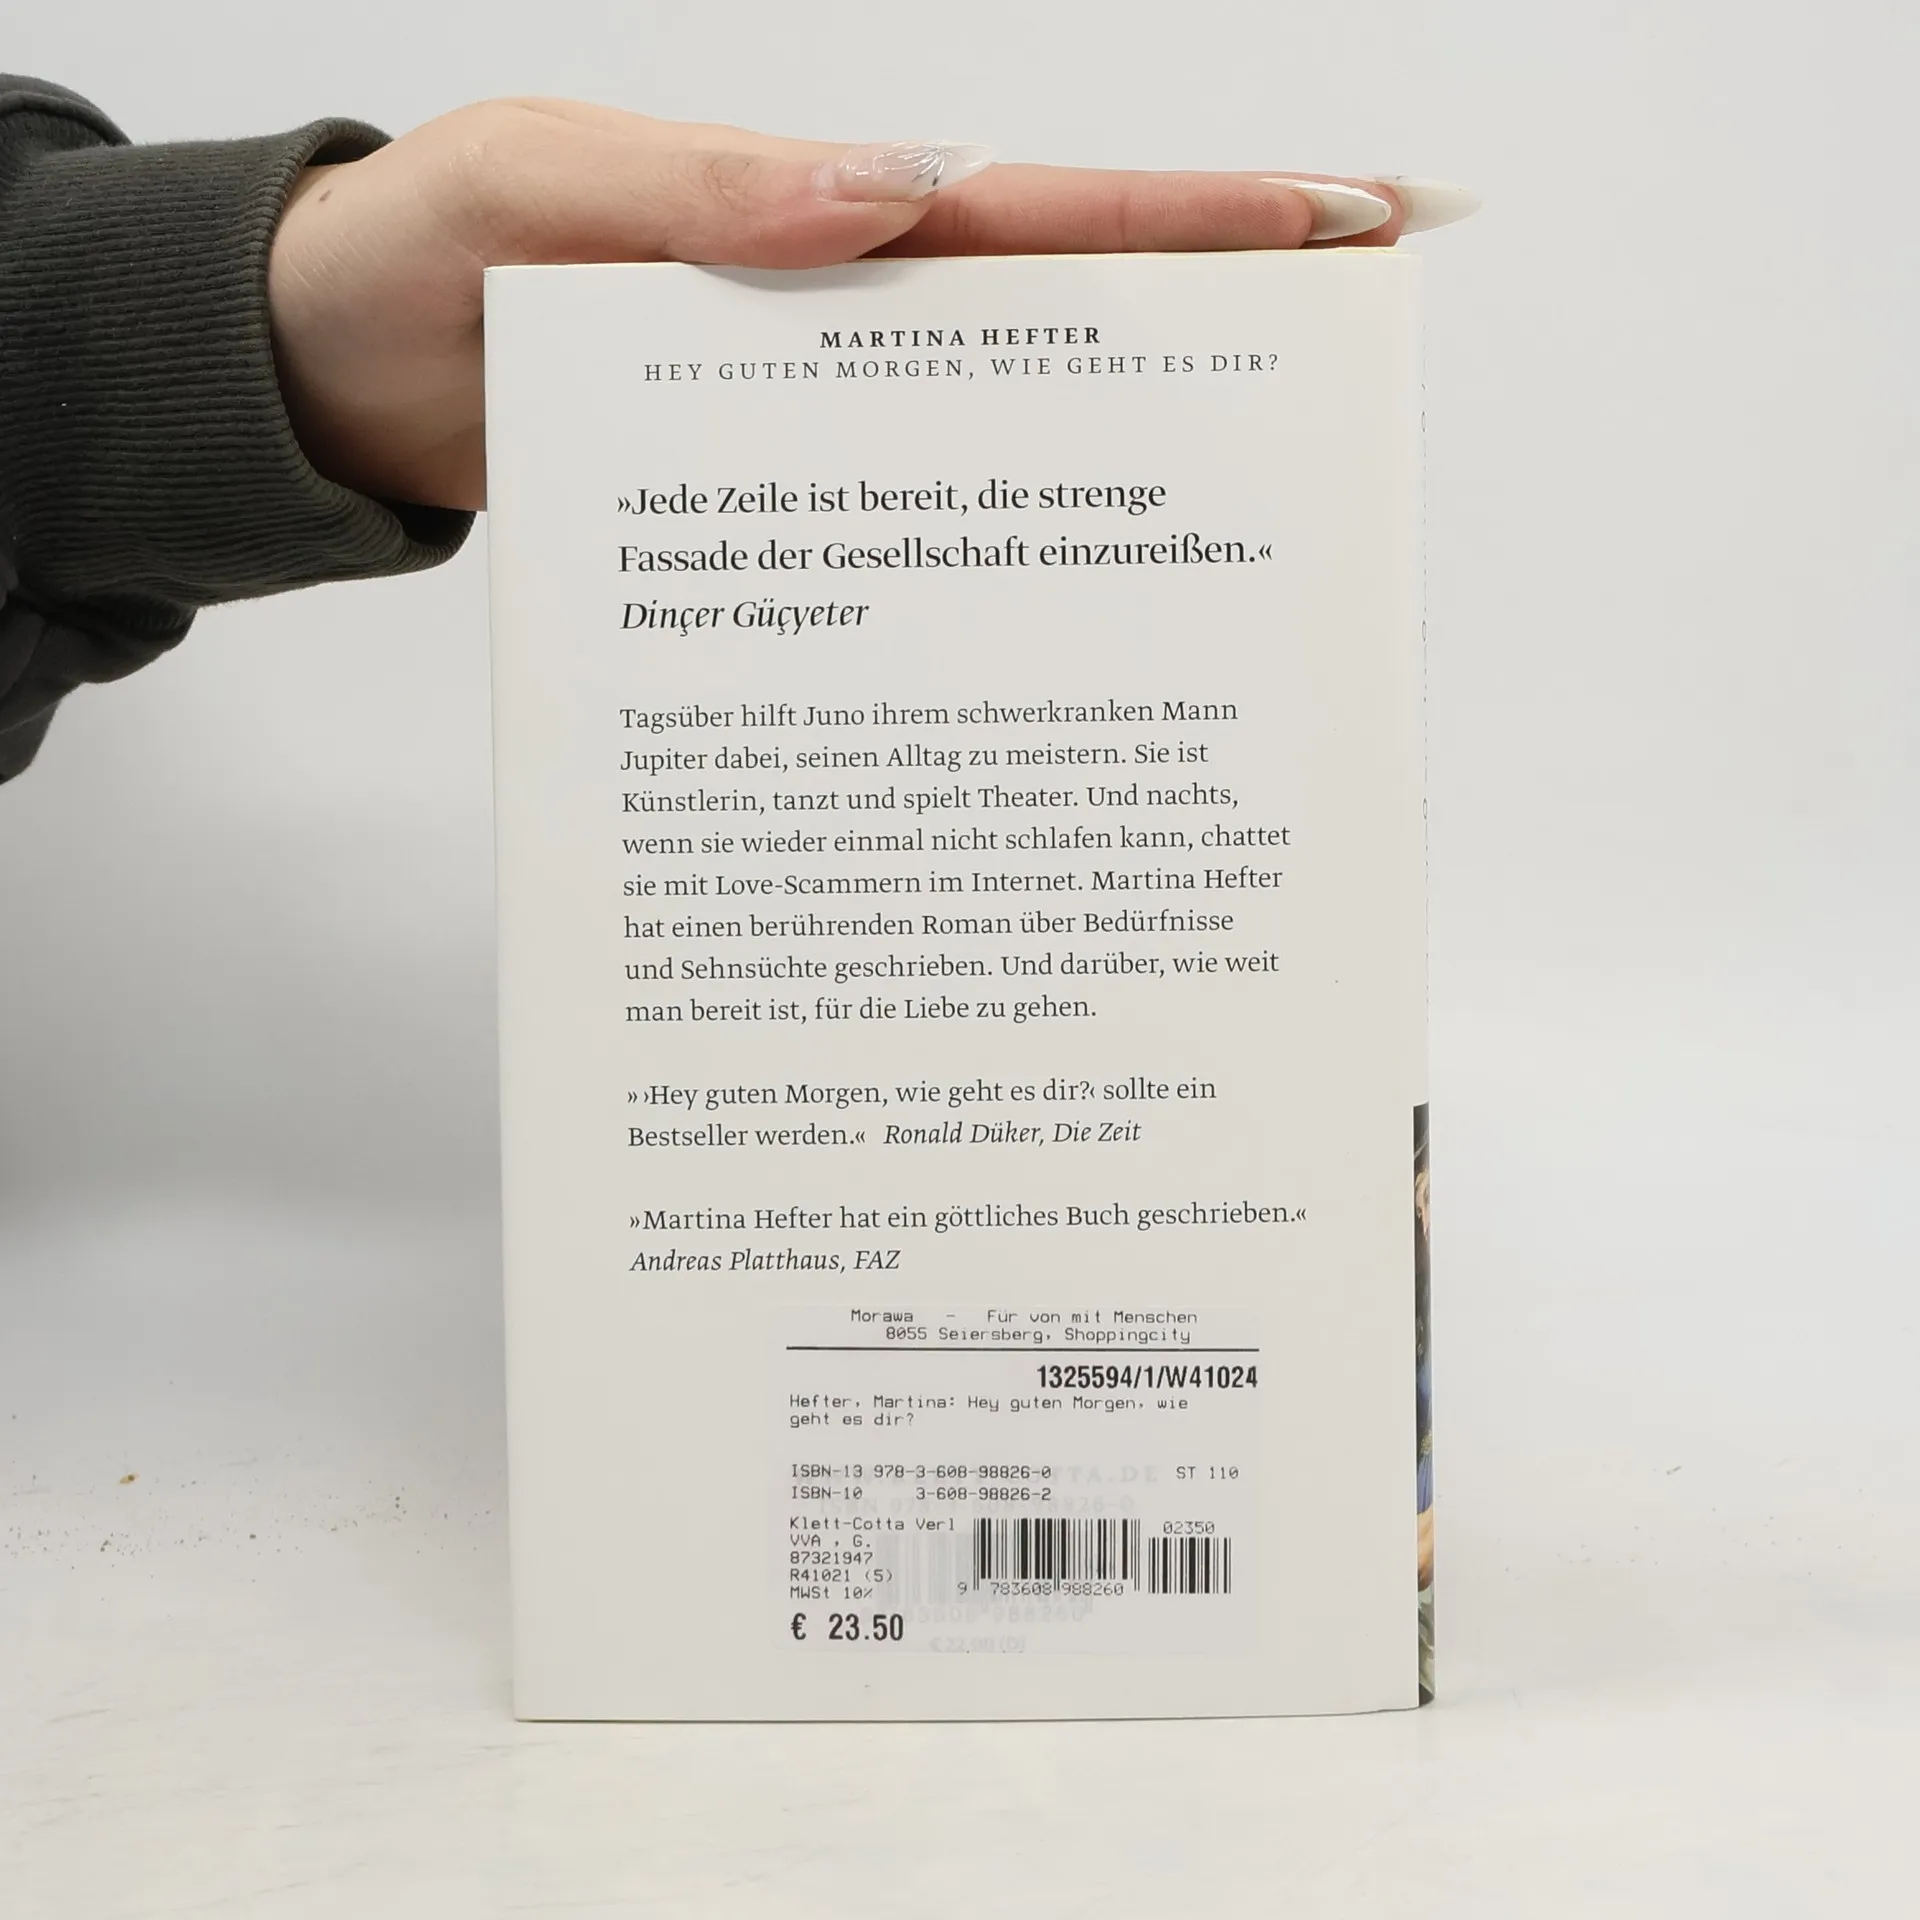 MARTINA HEFTER
HEY GUTEN MORGEN, WIE GEHT ES DIR?
»Jede Zeile ist bereit, die strenge
Fassade der Gesellschaft einzureißen.«
Dinçer Güçyeter
Tagsüber hilft Juno ihrem schwerkranken Mann
Jupiter dabei, seinen Alltag zu meistern. Sie ist
Künstlerin, tanzt und spielt Theater. Und nachts,
wenn sie wieder einmal nicht schlafen kann, chattet
sie mit Love-Scammern im Internet. Martina Hefter
hat einen berührenden Roman über Bedürfnisse
und Sehnsüchte geschrieben. Und darüber, wie weit
man bereit ist, für die Liebe zu gehen.
» ›Hey guten Morgen, wie geht es dir?‹ sollte ein
Bestseller werden.« Ronald Düker, Die Zeit
»Martina Hefter hat ein göttliches Buch geschrieben.«
Andreas Platthaus, FAZ
Morawa - Für von mit Menschen
8055 Seiersberg, Shoppingcity
1325594/1/W41024
Hefter, Martina: Hey guten Morgen, wie
geht es dir?
ISBN-13 978-3-608-98826-0 ST 110
ISBN-10 3-608-98826-2
Klett-Cotta Verl
VVA , G.
87321947
R41021 (5)
MWSt 10%
€ 23.50
02350
9 783608 988260